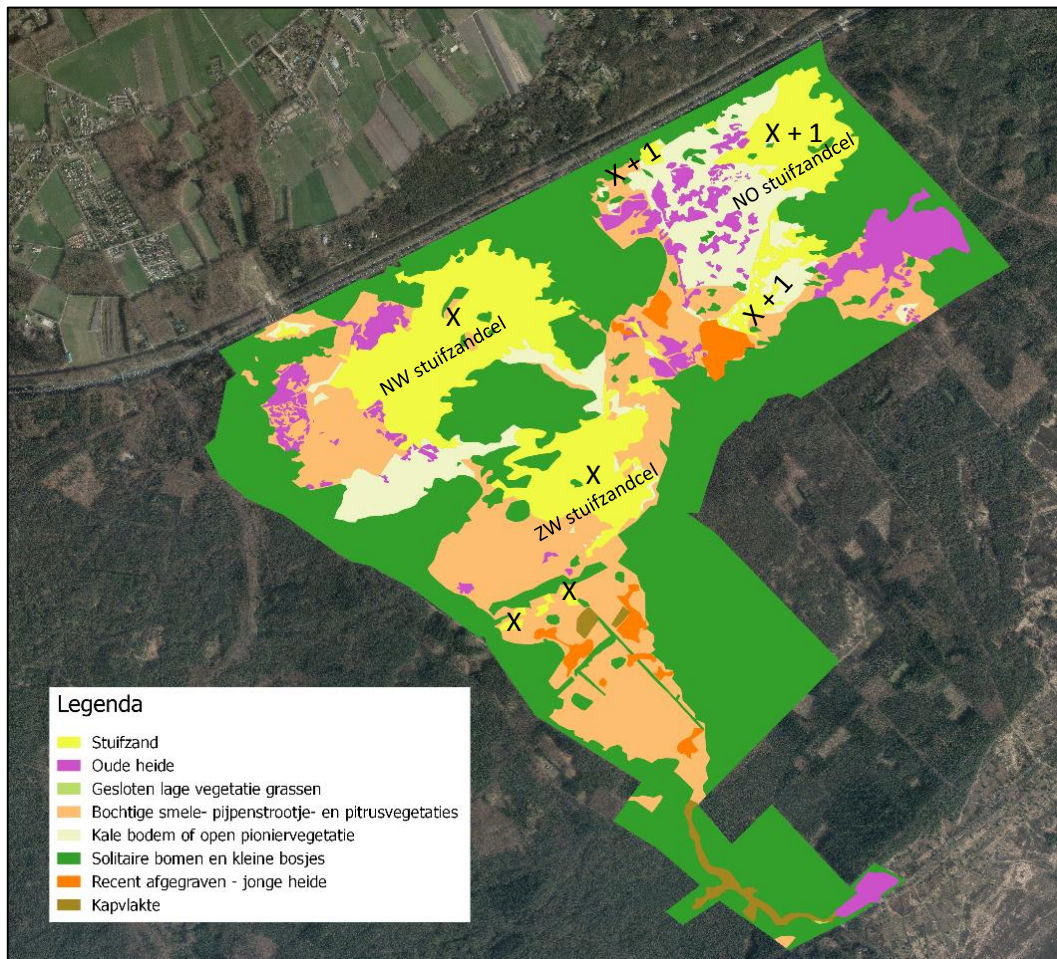 X + 1
X + 1
NO stuifzandcel
X + 1
X
NW stuifzandcel
X
ZW stuifzandcel
X
X
Legenda
Stuifzand
Oude heide
Gesloten lage vegetatie grassen
Bochtige smele- pijpenstrootje- en pitrusvegetaties
Kale bodem of open pioniervegetatie
Solitaire bomen en kleine bosjes
Recent afgegraven - jonge heide
Kapvlakte